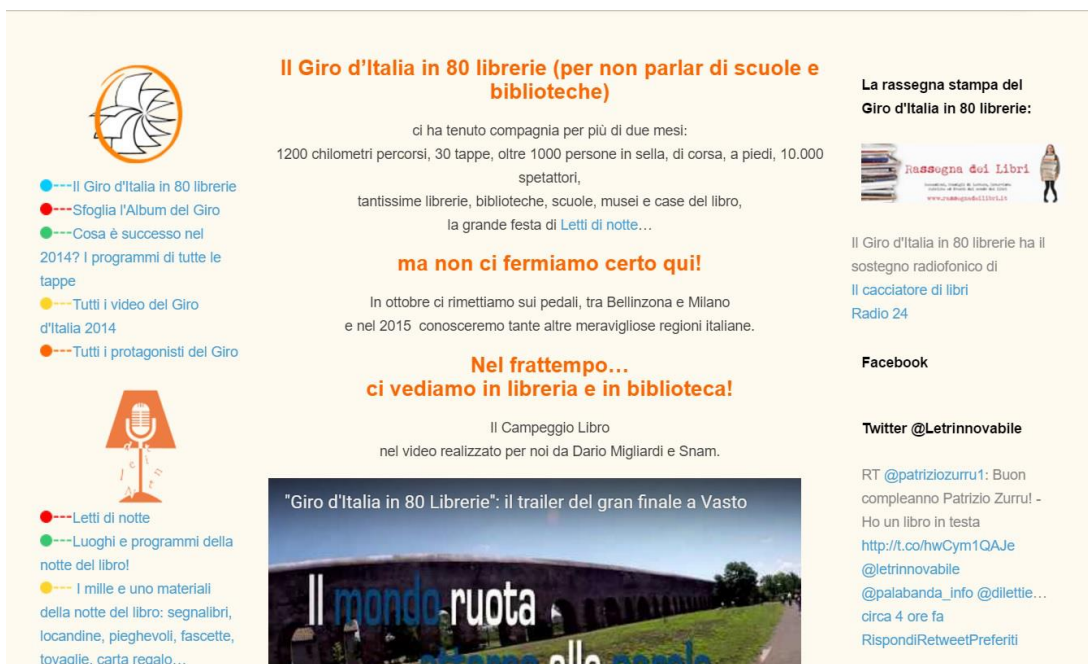 ●---Il Giro d'Italia in 80 librerie
●---Sfoglia l'Album del Giro
●---Cosa è successo nel
2014? I programmi di tutte le
tappe
●---Tutti i video del Giro
d'Italia 2014
●---Tutti i protagonisti del Giro
●---Letti di notte
●---Luoghi e programmi della
notte del libro!
●--- I mille e uno materiali
della notte del libro: segnalibri,
locandine, pieghevoli, fascette,
tovaglie, carta regalo…
Il Giro d'Italia in 80 librerie (per non parlar di scuole e
biblioteche)
ci ha tenuto compagnia per più di due mesi:
1200 chilometri percorsi, 30 tappe, oltre 1000 persone in sella, di corsa, a piedi, 10.000
spettatori,
tantissime librerie, biblioteche, scuole, musei e case del libro,
la grande festa di Letti di notte…
ma non ci fermiamo certo qui!
In ottobre ci rimettiamo sui pedali, tra Bellinzona e Milano
e nel 2015 conosceremo tante altre meravigliose regioni italiane.
Nel frattempo…
ci vediamo in libreria e in biblioteca!
Il Campeggio Libro
nel video realizzato per noi da Dario Migliardi e Snam.
"Giro d'Italia in 80 Librerie": il trailer del gran finale a Vasto
Il mondo ruota
attorno alle parole
La rassegna stampa del
Giro d'Italia in 80 librerie:
Rassegna dei Libri
www.rassegnadeilibri.it
Il Giro d'Italia in 80 librerie ha il
sostegno radiofonico di
Il cacciatore di libri
Radio 24
Facebook
Twitter @Letrinnovabile
RT @patriziozurru1: Buon
compleanno Patrizio Zurru! -
Ho un libro in testa
http://t.co/hwCym1QAJe
@letrinnovabile
@palabanda_info @dilettie…
circa 4 ore fa
RispondiRetweetPreferiti